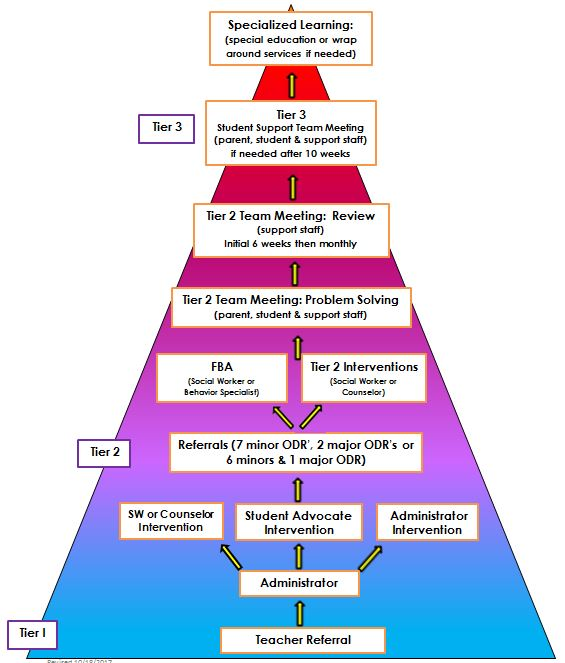 Specialized Learning:
(special education or wrap
around services if needed)
Tier 3
Tier 3
Student Support Team Meeting
(parent, student & support staff)
if needed after 10 weeks
Tier 2 Team Meeting: Review
(support staff)
Initial 6 weeks then monthly
Tier 2 Team Meeting: Problem Solving
(parent, student & support staff)
FBA
(Social Worker or
Behavior Specialist)
Tier 2 Interventions
(Social Worker or
Counselor)
Tier 2
Referrals (7 minor ODR', 2 major ODR's or
6 minors & 1 major ODR)
SW or Counselor
Intervention
Student Advocate
Intervention
Administrator
Intervention
Administrator
Tier I
Teacher Referral
Revised 10/18/2017